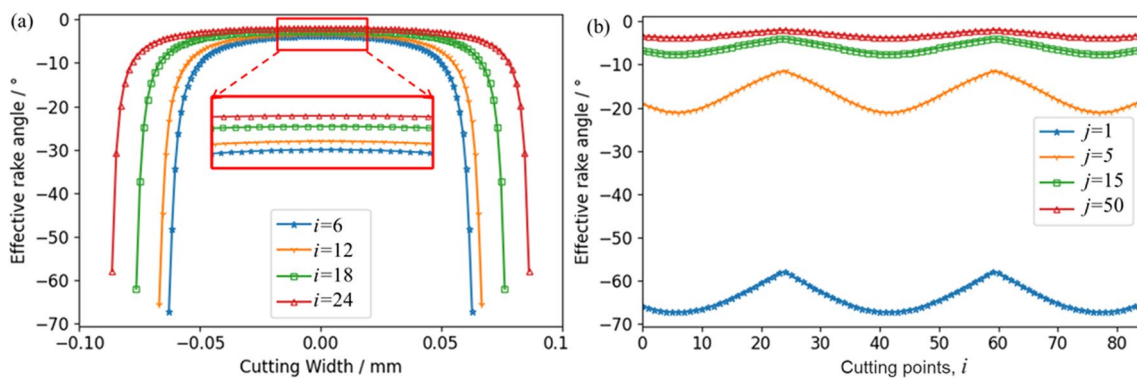 (a)
Effective rake angle / °
0
−10
−20
−30
−40
−50
−60
−70
i=6
i=12
i=18
i=24
−0.10
−0.05
0.00
0.05
0.1
Cutting Width / mm
(b)
Effective rake angle / °
0
−10
−20
−30
−40
−50
−60
−70
j=1
j=5
j=15
j=50
0
10
20
30
40
50
60
70
80
Cutting points, i